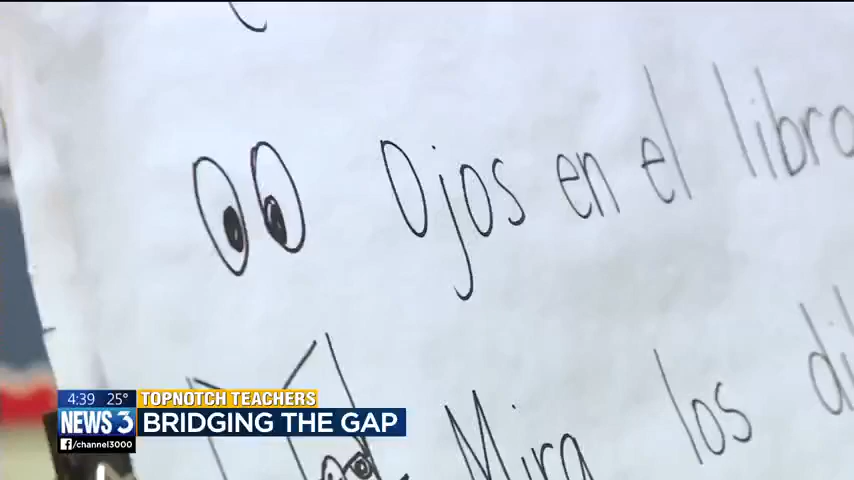 Ojos en el libro
Mira los
4:39 25° TOPNOTCH TEACHERS
NEWS 3 BRIDGING THE GAP
/channel3000